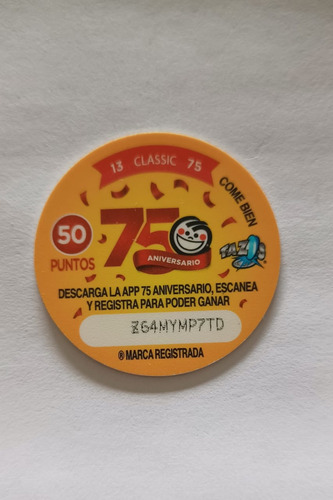 13 CLASSIC 75
COME BIEN
50
PUNTOS
75
ANIVERSARIO
TAZOS
DESCARGA LA APP 75 ANIVERSARIO, ESCANEA
Y REGISTRA PARA PODER GANAR
ZG4MYMP7TD
® MARCA REGISTRADA